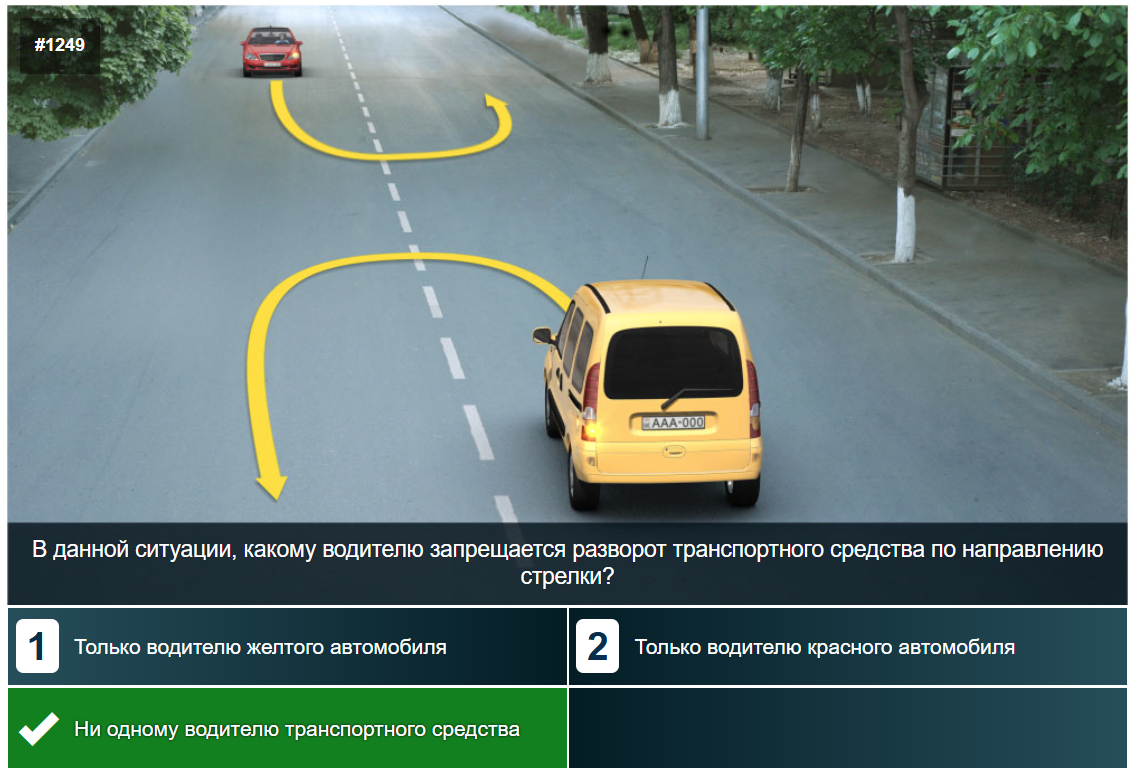 #1249
AAA-000
В данной ситуации, какому водителю запрещается разворот транспортного средства по направлению
стрелки?
1 Только водителю желтого автомобиля
2 Только водителю красного автомобиля
Ни одному водителю транспортного средства